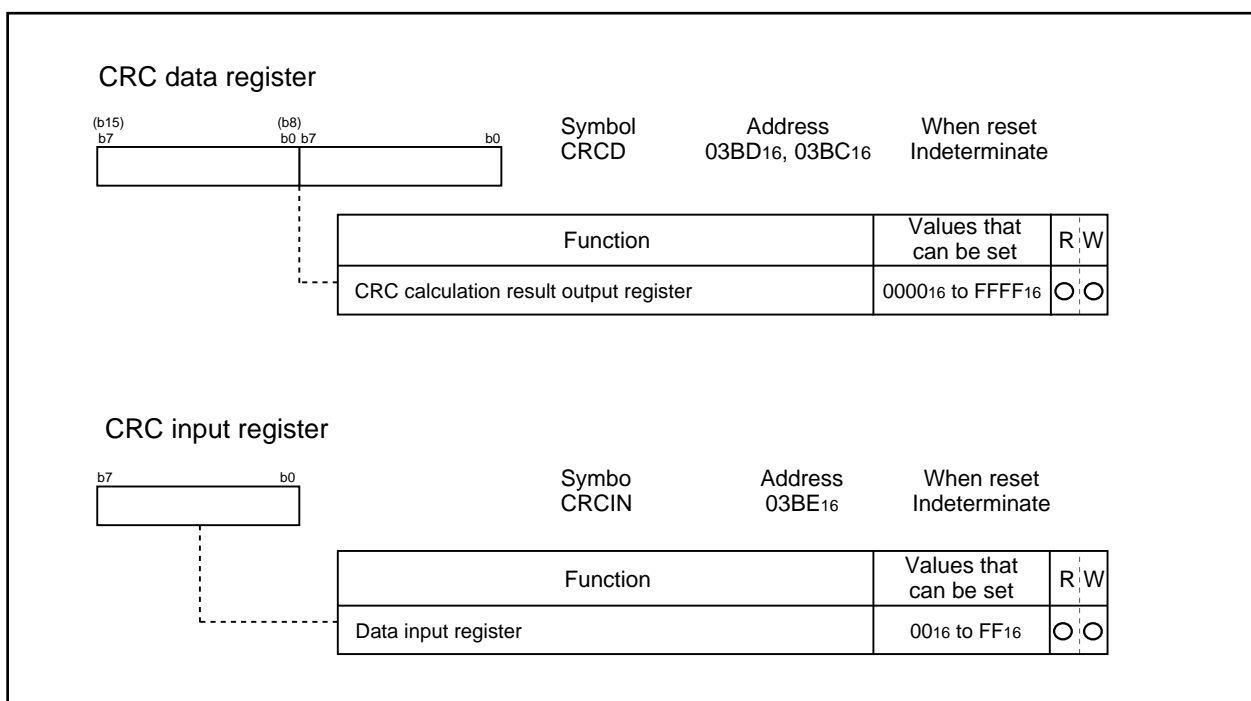 CRC data register
(b15) (b8)
b7 b0 b7 b0
Symbol Address When reset
CRCD 03BD16, 03BC16 Indeterminate
Function Values that can be set R W
CRC calculation result output register 000016 to FFFF16
CRC input register
b7 b0
Symbo Address When reset
CRCIN 03BE16 Indeterminate
Function Values that can be set R W
Data input register 0016 to FF16